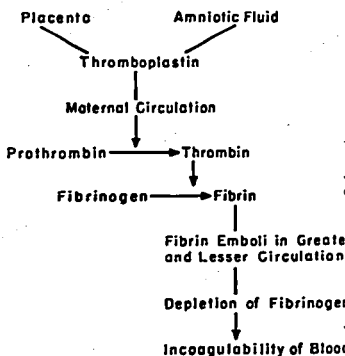 Placenta Amniotic Fluid
Thromboplastin
Maternal Circulation
Prothrombin Thrombin
Fibrinogen Fibrin
Fibrin Emboli in Greate
and Lesser Circulation
Depletion of Fibrinoger
Incoagulability of Blood